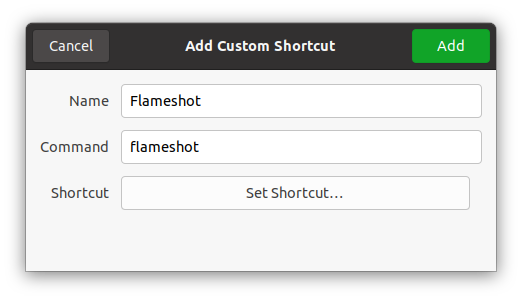 Cancel Add Custom Shortcut Add
Name Flameshot
Command flameshot
Shortcut Set Shortcut...